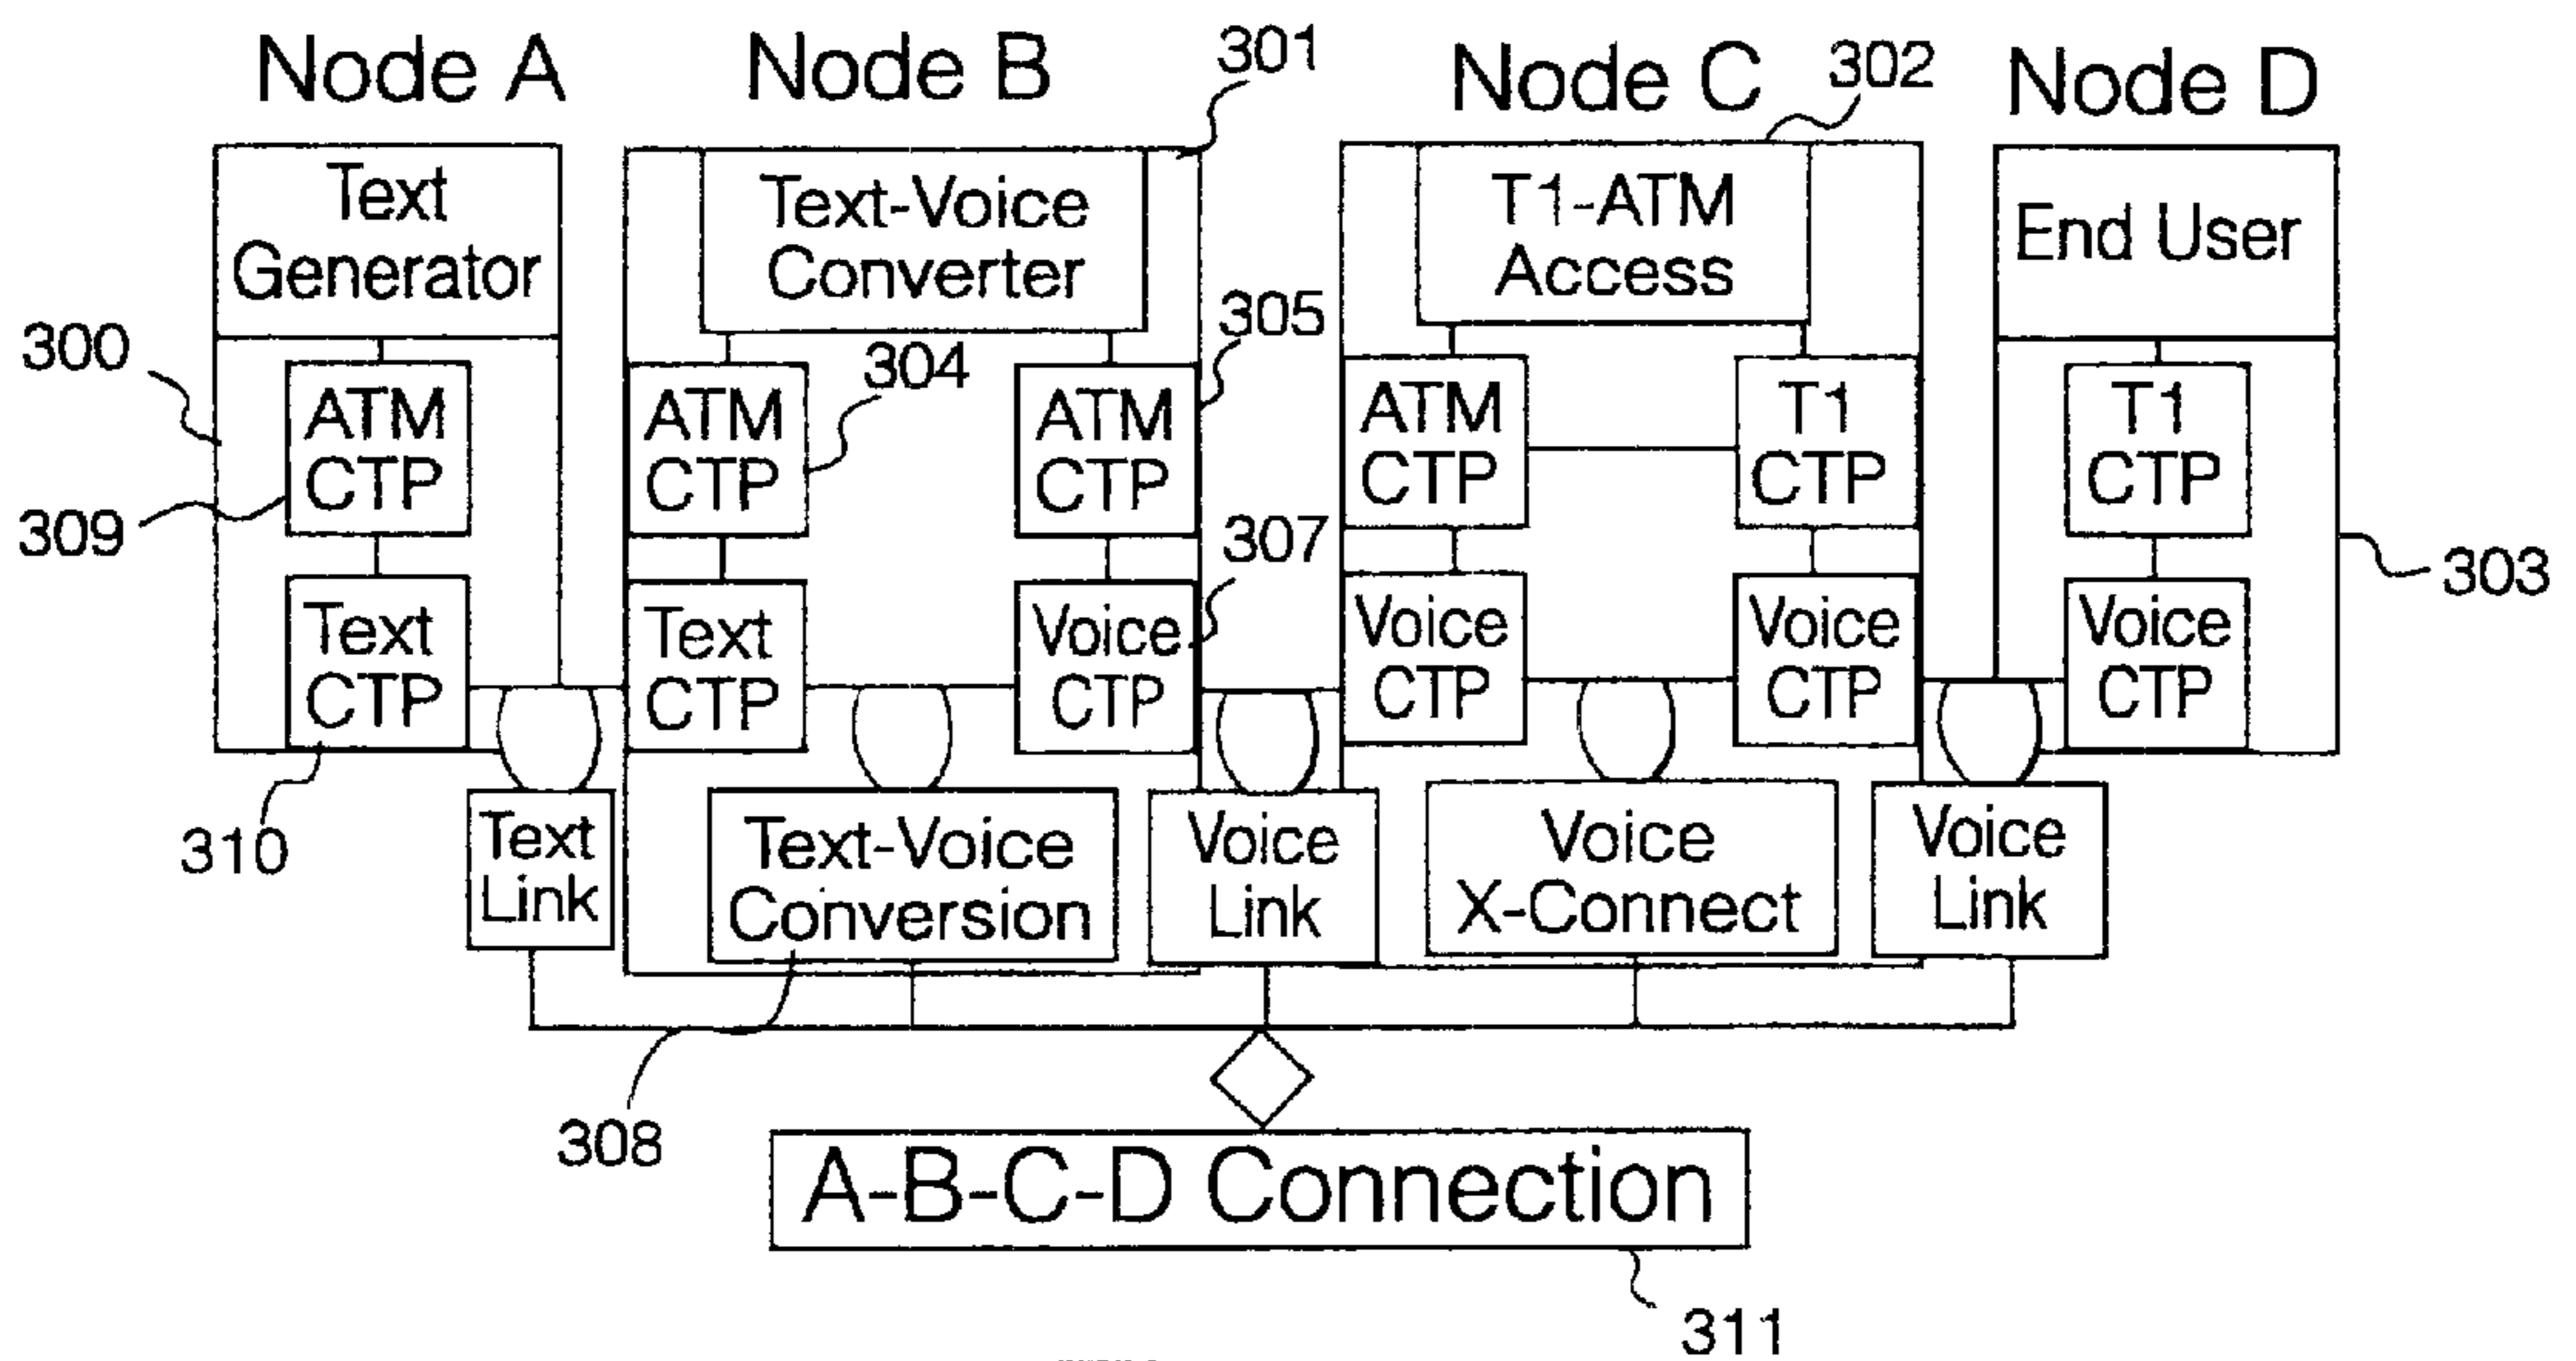 Node A
Node B
301
Node C
302
Node D
Text
Generator
Text-Voice
Converter
T1-ATM
Access
End User
300
304
305
ATM
CTP
ATM
CTP
ATM
CTP
ATM
CTP
T1
CTP
T1
CTP
309
307
303
Text
CTP
Text
CTP
Voice
CTP
Voice
CTP
Voice
CTP
Voice
CTP
310
Text
Link
Text-Voice
Conversion
Voice
Link
Voice
X-Connect
Voice
Link
308
A-B-C-D Connection
311